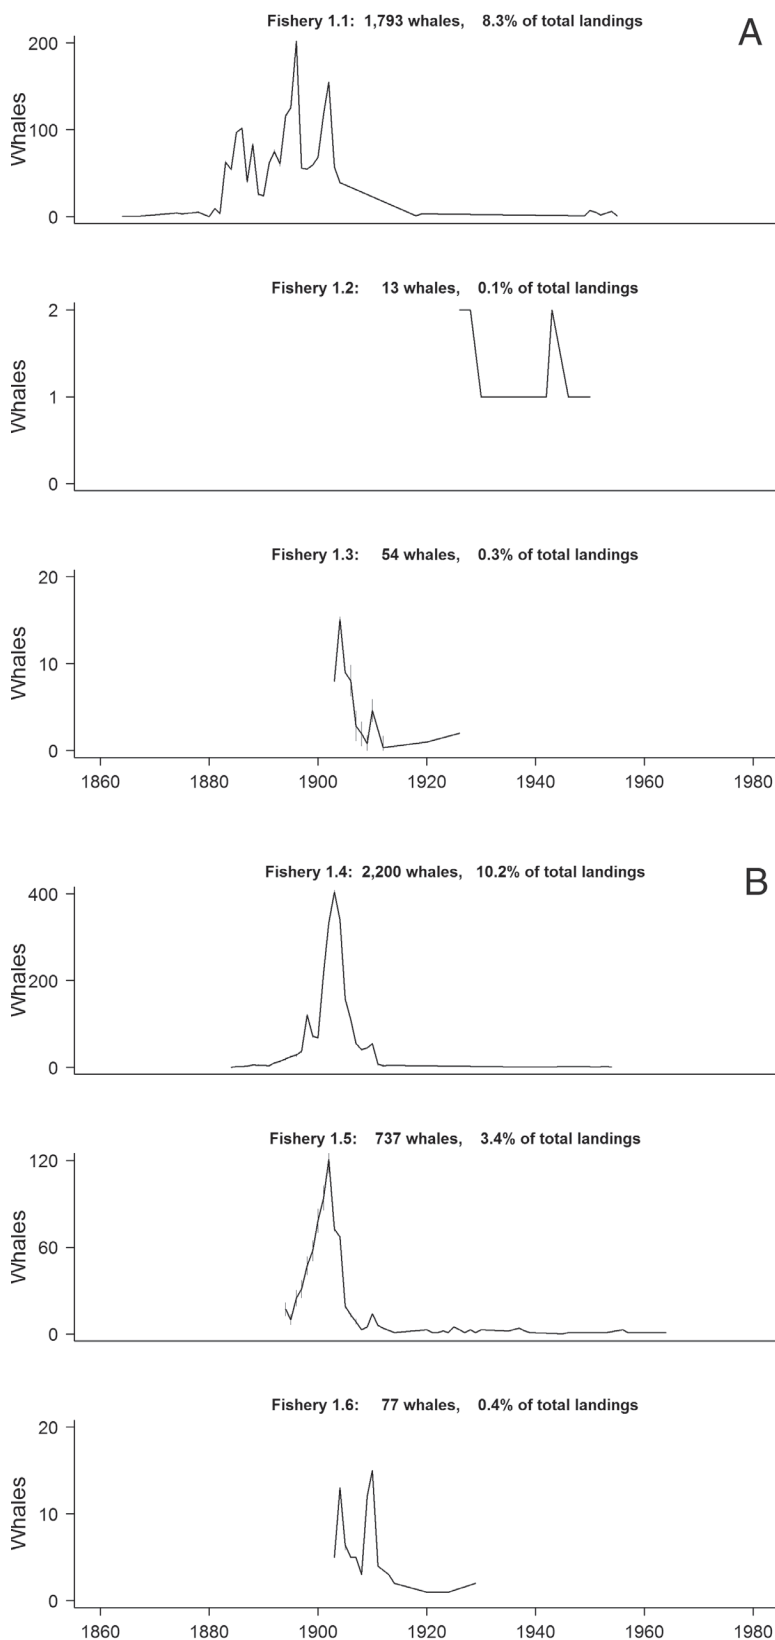 Fishery 1.1: 1,793 whales, 8.3% of total landings
A
Whales
200
100
0
Fishery 1.2: 13 whales, 0.1% of total landings
Whales
2
1
0
Fishery 1.3: 54 whales, 0.3% of total landings
Whales
20
10
0
1860 1880 1900 1920 1940 1960 1980
Fishery 1.4: 2,200 whales, 10.2% of total landings
B
Whales
400
200
0
Fishery 1.5: 737 whales, 3.4% of total landings
Whales
120
60
0
Fishery 1.6: 77 whales, 0.4% of total landings
Whales
20
10
0
1860 1880 1900 1920 1940 1960 1980